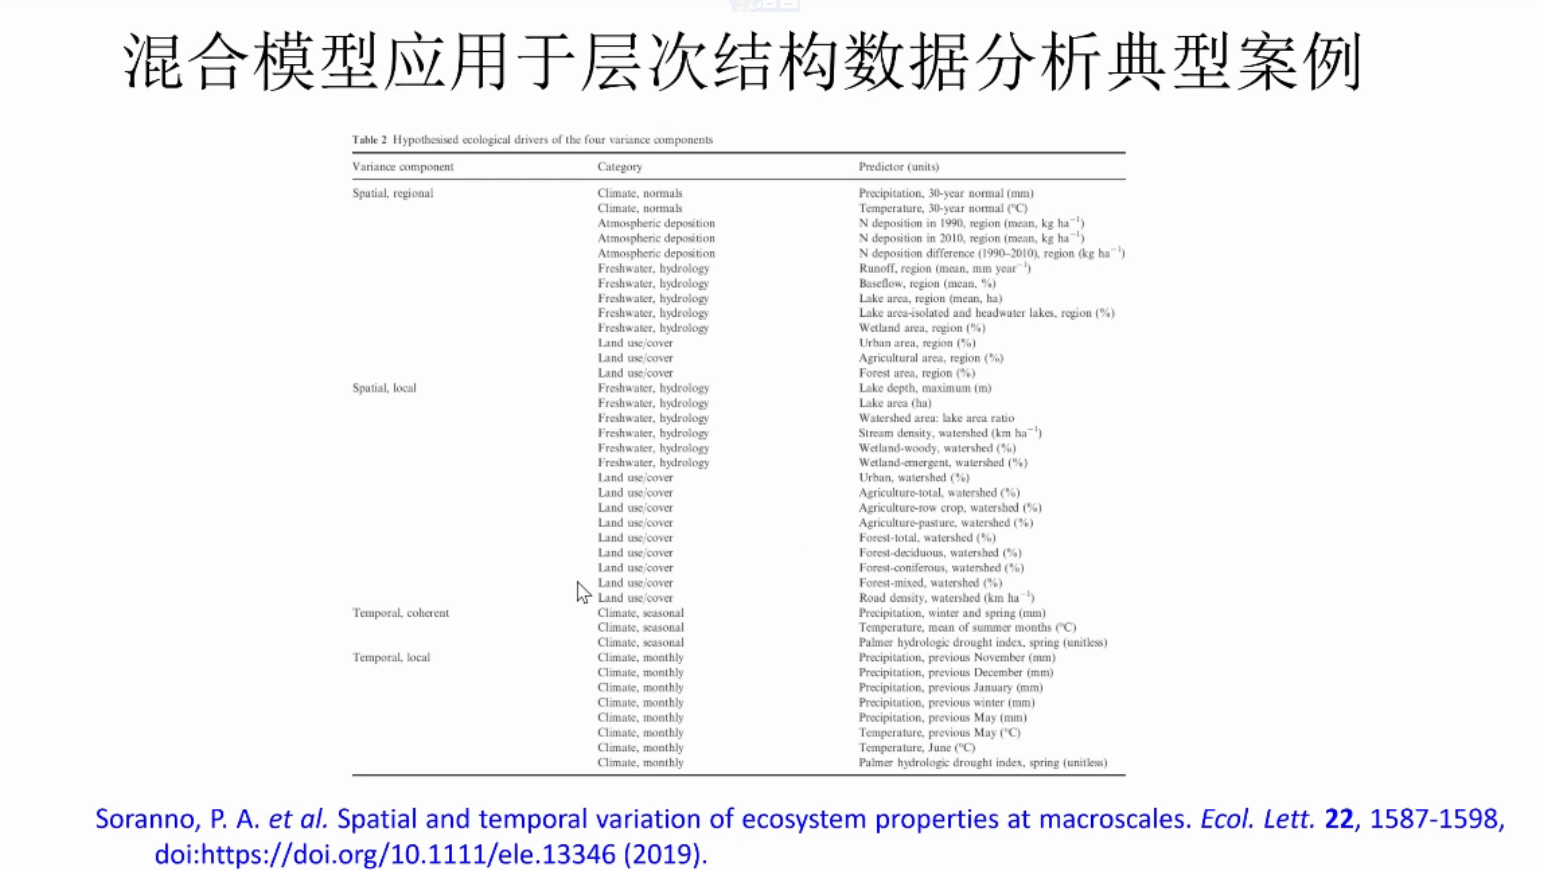 混合模型应用于层次结构数据分析典型案例
Table 2 Hypothesised ecological drivers of the four variance components
Variance component Category Predictor (units)
Spatial, regional Climate, normals Precipitation, 30-year normal (mm)
Climate, normals Temperature, 30-year normal (°C)
Atmospheric deposition N deposition in 1990, region (mean, kg ha⁻¹)
Atmospheric deposition N deposition in 2010, region (mean, kg ha⁻¹)
Atmospheric deposition N deposition difference (1990–2010), region (kg ha⁻¹)
Freshwater, hydrology Runoff, region (mean, mm year⁻¹)
Freshwater, hydrology Baseflow, region (mean, %)
Freshwater, hydrology Lake area, region (mean, ha)
Freshwater, hydrology Lake area-isolated and headwater lakes, region (%)
Freshwater, hydrology Wetland area, region (%)
Land use/cover Urban area, region (%)
Land use/cover Agricultural area, region (%)
Land use/cover Forest area, region (%)
Spatial, local Freshwater, hydrology Lake depth, maximum (m)
Freshwater, hydrology Lake area (ha)
Freshwater, hydrology Watershed area: lake area ratio
Freshwater, hydrology Stream density, watershed (km ha⁻¹)
Freshwater, hydrology Wetland-woody, watershed (%)
Freshwater, hydrology Wetland-emergent, watershed (%)
Land use/cover Urban, watershed (%)
Land use/cover Agriculture-total, watershed (%)
Land use/cover Agriculture-row crop, watershed (%)
Land use/cover Agriculture-pasture, watershed (%)
Land use/cover Forest-total, watershed (%)
Land use/cover Forest-deciduous, watershed (%)
Land use/cover Forest-coniferous, watershed (%)
Land use/cover Forest-mixed, watershed (%)
Land use/cover Road density, watershed (km ha⁻¹)
Temporal, coherent Climate, seasonal Precipitation, winter and spring (mm)
Climate, seasonal Temperature, mean of summer months (°C)
Climate, seasonal Palmer hydrologic drought index, spring (unitless)
Temporal, local Climate, monthly Precipitation, previous November (mm)
Climate, monthly Precipitation, previous December (mm)
Climate, monthly Precipitation, previous January (mm)
Climate, monthly Precipitation, previous winter (mm)
Climate, monthly Precipitation, previous May (mm)
Climate, monthly Temperature, previous May (°C)
Climate, monthly Temperature, June (°C)
Climate, monthly Palmer hydrologic drought index, spring (unitless)
Soranno, P. A. et al. Spatial and temporal variation of ecosystem properties at macroscales. Ecol. Lett. 22, 1587-1598,
doi:https://doi.org/10.1111/ele.13346 (2019).